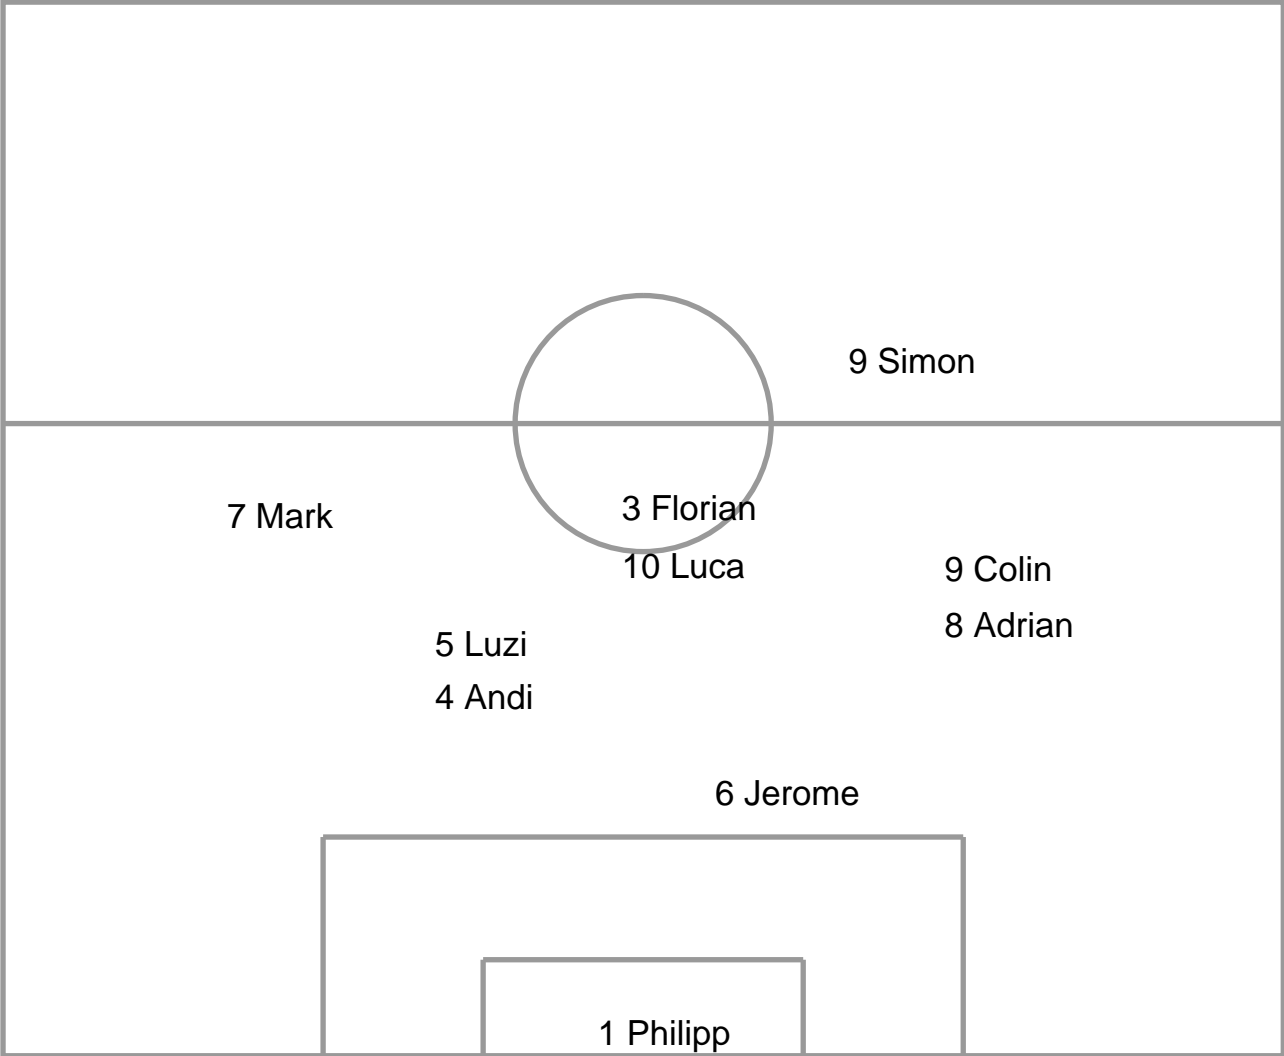 9 Simon
7 Mark
3 Florian
10 Luca
9 Colin
8 Adrian
5 Luzi
4 Andi
6 Jerome
1 Philipp